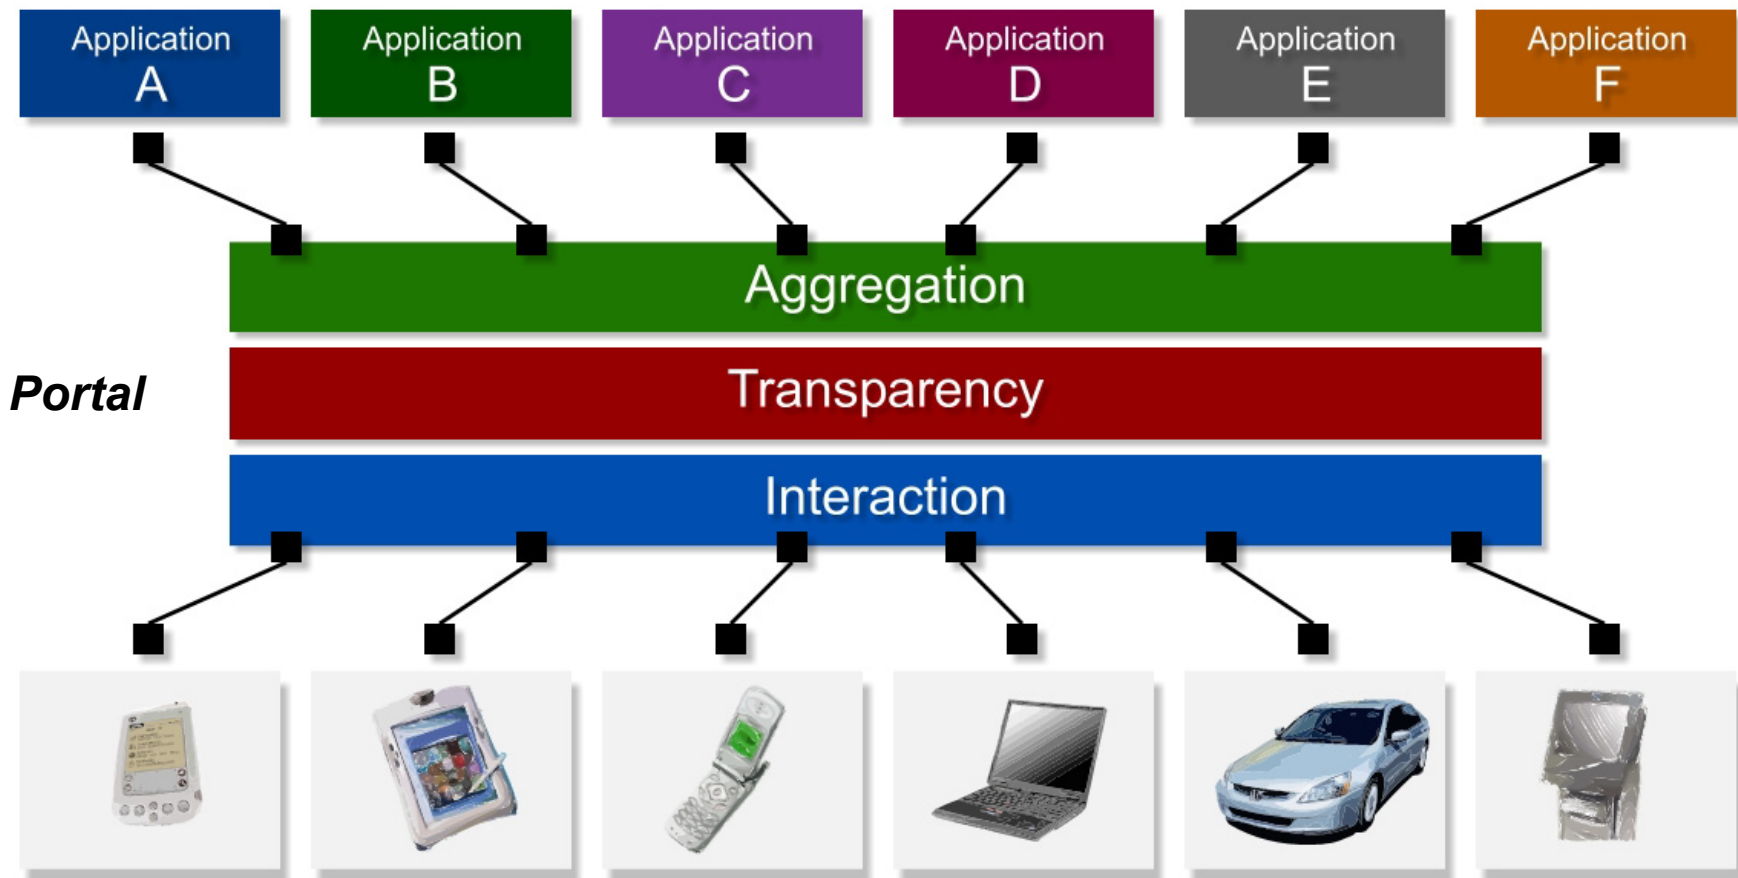 Application
A
Application
B
Application
C
Application
D
Application
E
Application
F
Aggregation
Portal
Transparency
Interaction